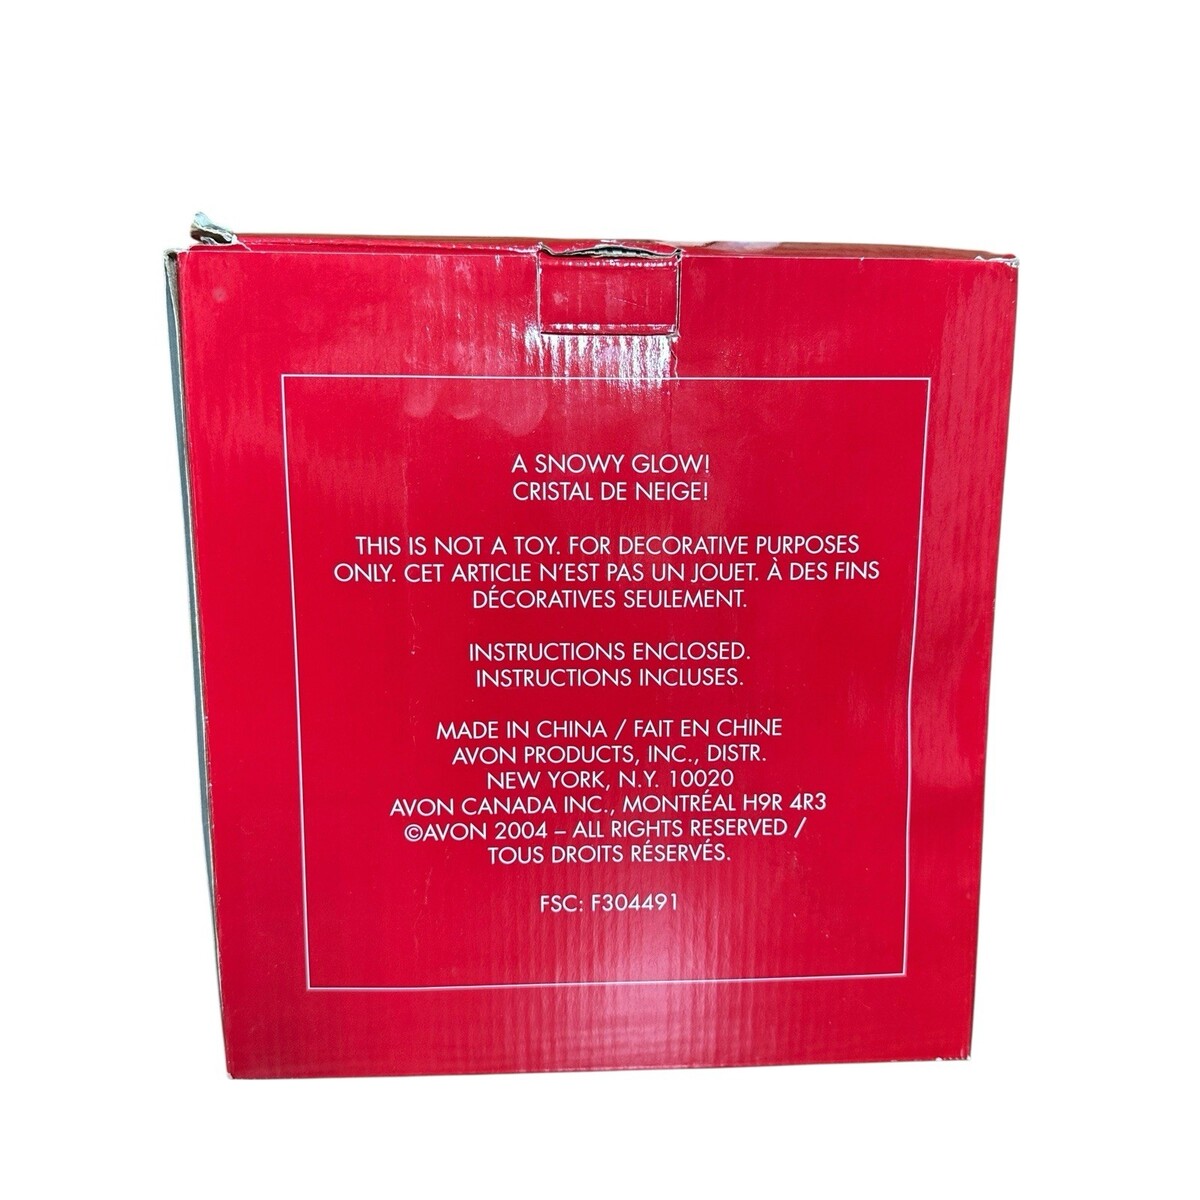 A SNOWY GLOW!
CRISTAL DE NEIGE!
THIS IS NOT A TOY. FOR DECORATIVE PURPOSES
ONLY. CET ARTICLE N'EST PAS UN JOUET. À DES FINS
DÉCORATIVES SEULEMENT.
INSTRUCTIONS ENCLOSED.
INSTRUCTIONS INCLUSES.
MADE IN CHINA / FAIT EN CHINE
AVON PRODUCTS, INC., DISTR.
NEW YORK, N.Y. 10020
AVON CANADA INC., MONTRÉAL H9R 4R3
©AVON 2004 – ALL RIGHTS RESERVED /
TOUS DROITS RÉSERVÉS.
FSC: F304491